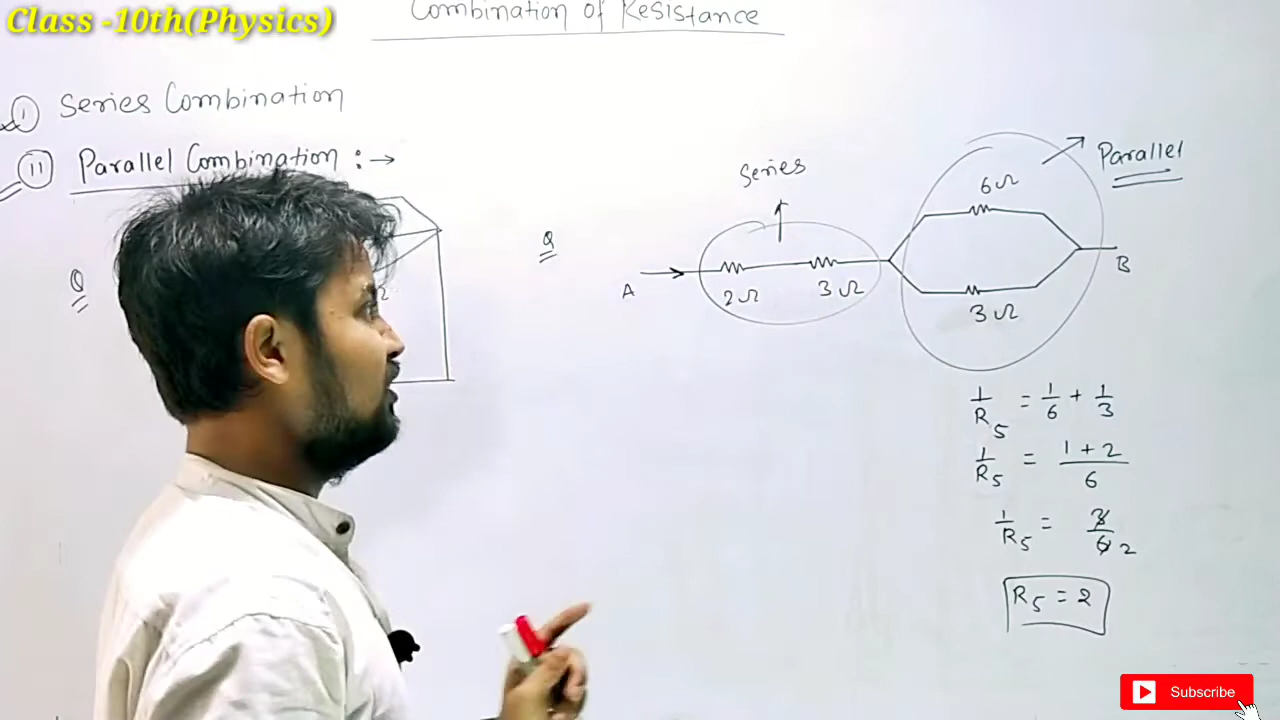 Class -10th(Physics)
Combination of Resistance
(I) Series Combination
(II) Parallel Combination :→
Q
Q
Series
Parallel
6Ω
A
2Ω
3Ω
B
3Ω
1/R5 = 1/6 + 1/3
1/R5 = 1+2/6
1/R5 = 3/6 2
R5 = 2
Subscribe